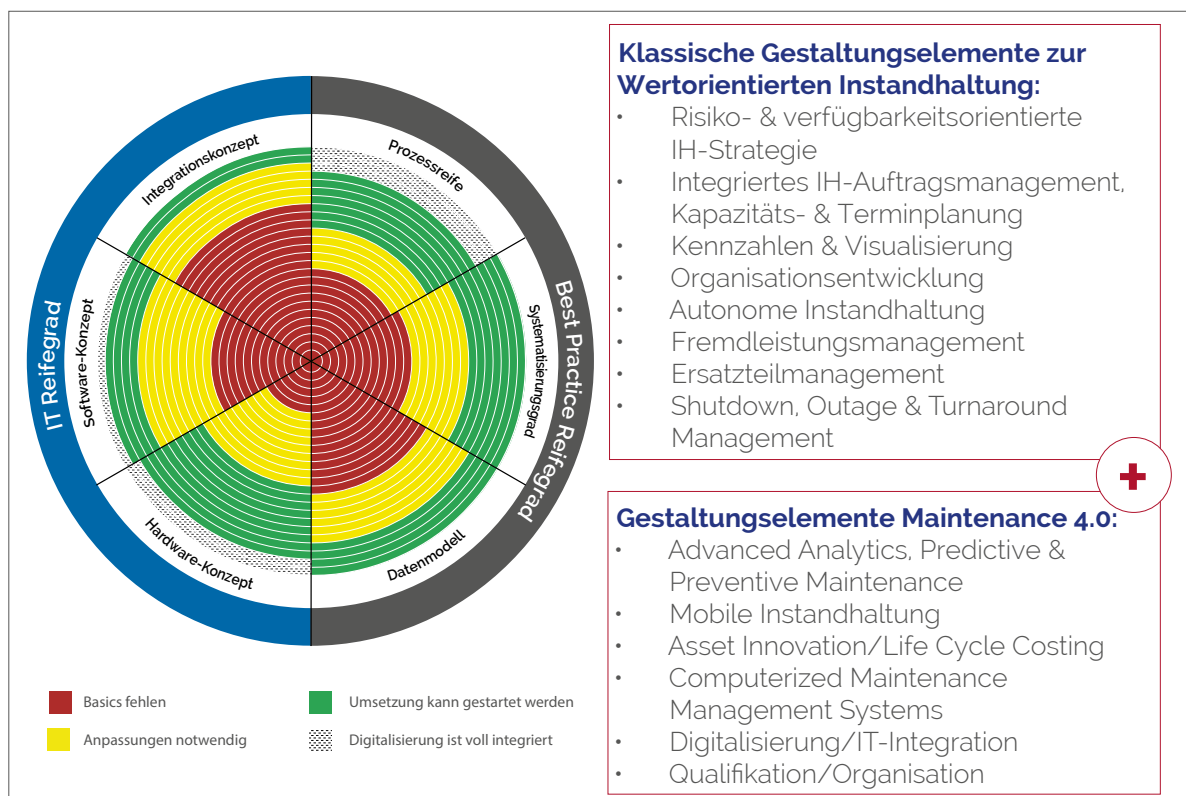 IT Reifegrad
Best Practice Reifegrad
Integrationskonzept
Prozessreife
Software-Konzept
Systematisierungsgrad
Hardware-Konzept
Datenmodell
Basics fehlen
Umsetzung kann gestartet werden
Anpassungen notwendig
Digitalisierung ist voll integriert
Klassische Gestaltungselemente zur
Wertorientierten Instandhaltung:
• Risiko- & verfügbarkeitsorientierte
IH-Strategie
• Integriertes IH-Auftragsmanagement,
Kapazitäts- & Terminplanung
• Kennzahlen & Visualisierung
• Organisationsentwicklung
• Autonome Instandhaltung
• Fremdleistungsmanagement
• Ersatzteilmanagement
• Shutdown, Outage & Turnaround
Management
+
Gestaltungselemente Maintenance 4.0:
• Advanced Analytics, Predictive &
Preventive Maintenance
• Mobile Instandhaltung
• Asset Innovation/Life Cycle Costing
• Computerized Maintenance
Management Systems
• Digitalisierung/IT-Integration
• Qualifikation/Organisation